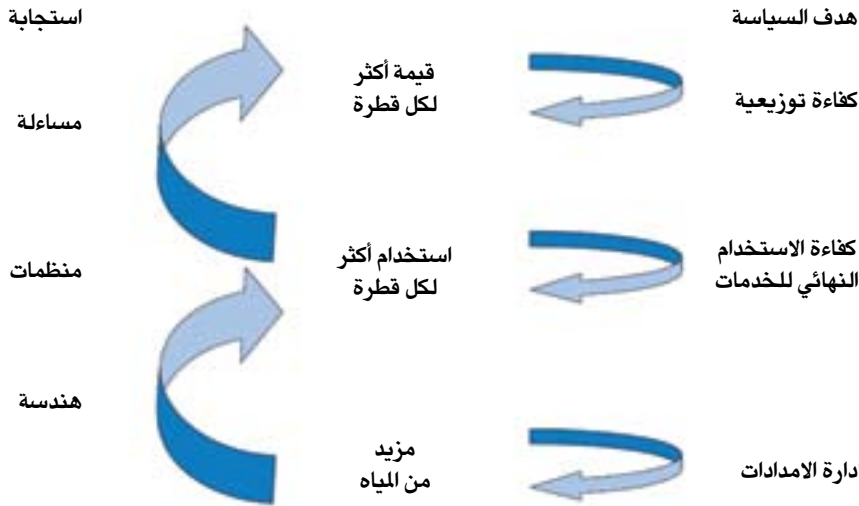 هدف السياسة
استجابة
كفاءة توزيعية
قيمة أكثر
لكل قطرة
مساءلة
كفاءة الاستخدام
النهائي للخدمات
استخدام أكثر
لكل قطرة
منظمات
هندسة
دارة الامدادات
مزيد
من المياه